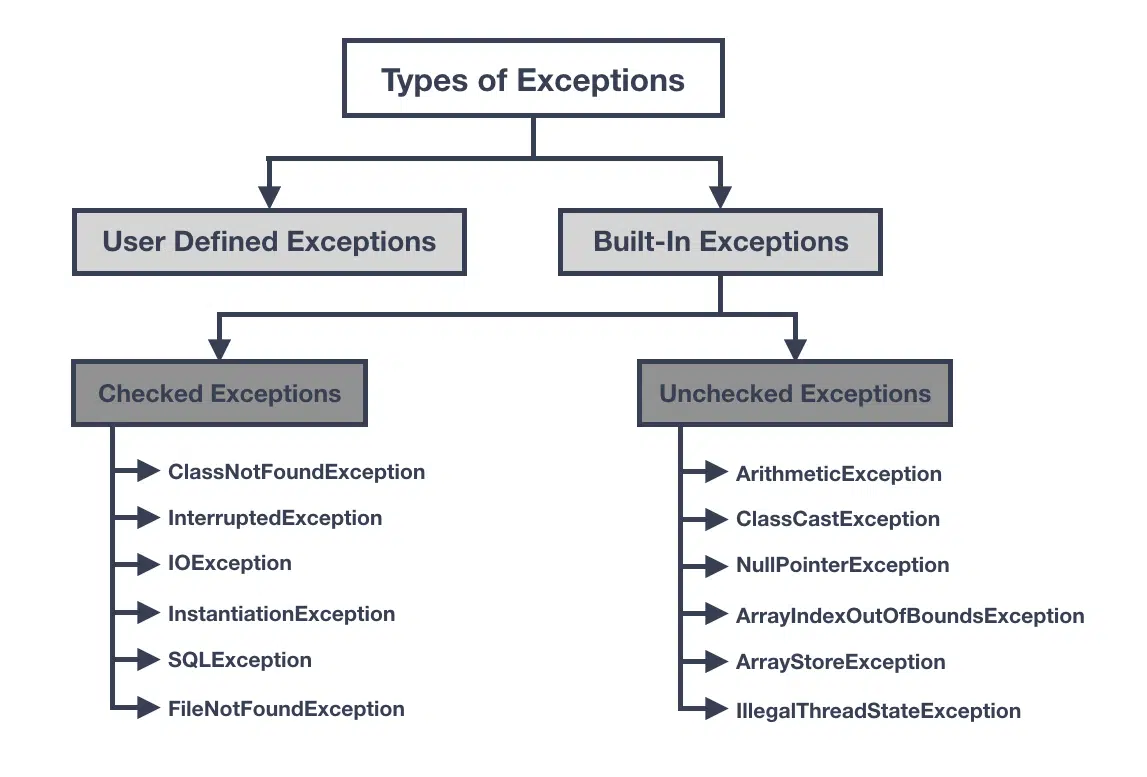 Types of Exceptions
User Defined Exceptions
Built-In Exceptions
Checked Exceptions
Unchecked Exceptions
ClassNotFoundException
InterruptedException
IOException
InstantiationException
SQLException
FileNotFoundException
ArithmeticException
ClassCastException
NullPointerException
ArrayIndexOutOfBoundsException
ArrayStoreException
IllegalThreadStateException